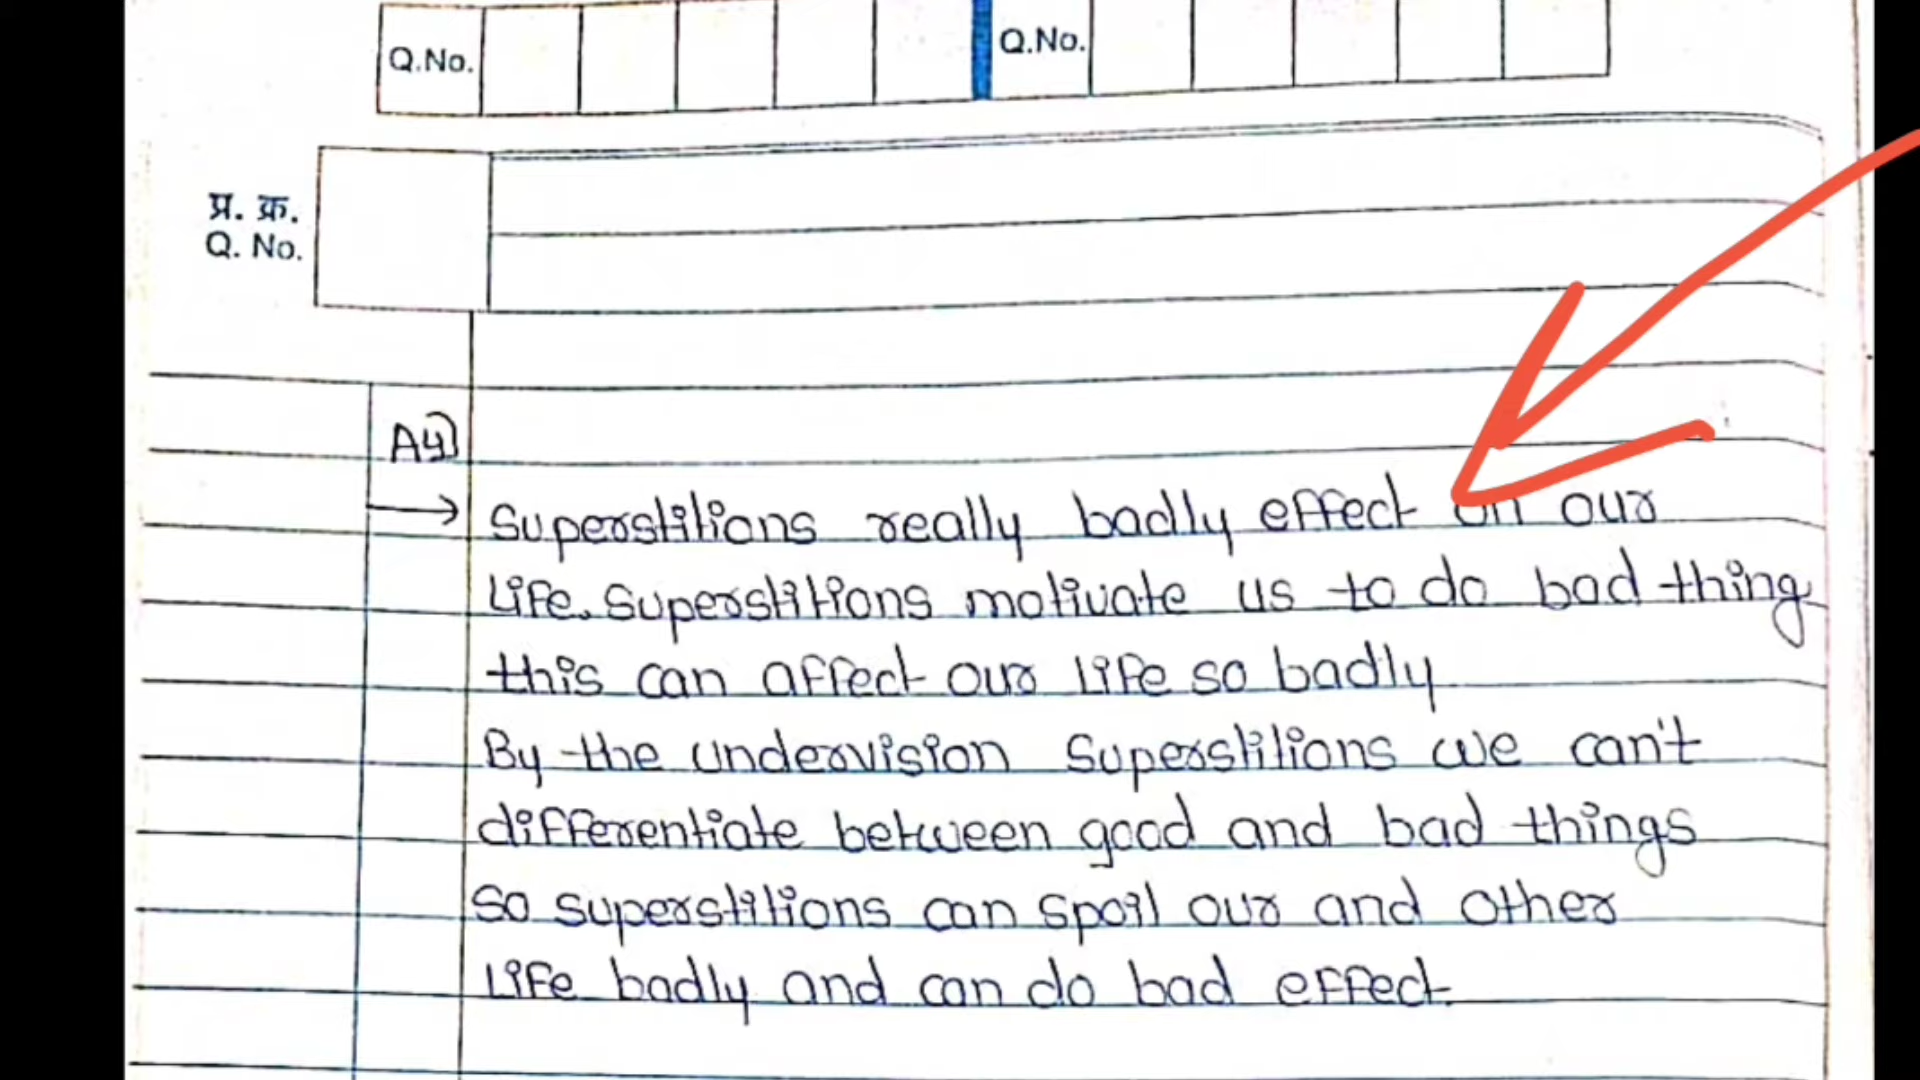 Q.No. Q.No.
प्र. क्र.
Q. No.
A4)
→ Superstitions really badly effect on our
life. Superstitions motivate us to do bad thing
this can affect our life so badly
By the undervision Superstitions we can't
differentiate between good and bad things
So superstitions can spoil our and other
life badly and can do bad effect.